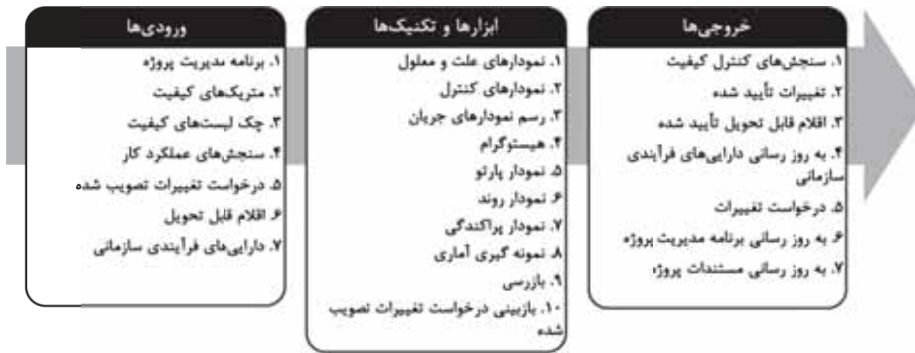 ورودی‌ها
۱. برنامه مدیریت پروژه
۲. متریک‌های کیفیت
۳. چک لیست‌های کیفیت
۴. سنجش‌های عملکرد کار
۵. درخواست تغییرات تصویب شده
۶. اقلام قابل تحویل
۷. دارایی‌های فرآیندی سازمانی
ابزارها و تکنیک‌ها
۱. نمودارهای علت و معلول
۲. نمودارهای کنترل
۳. رسم نمودارهای جریان
۴. هیستوگرام
۵. نمودار پارتو
۶. نمودار روند
۷. نمودار پراکندگی
۸. نمونه گیری آماری
۹. بازرسی
۱۰. بازبینی درخواست تغییرات تصویب
شده
خروجی‌ها
۱. سنجش‌های کنترل کیفیت
۲. تغییرات تأیید شده
۳. اقلام قابل تحویل تأیید شده
۴. به روز رسانی دارایی‌های فرآیندی
سازمانی
۵. درخواست تغییرات
۶. به روز رسانی برنامه مدیریت پروژه
۷. به روز رسانی مستندات پروژه